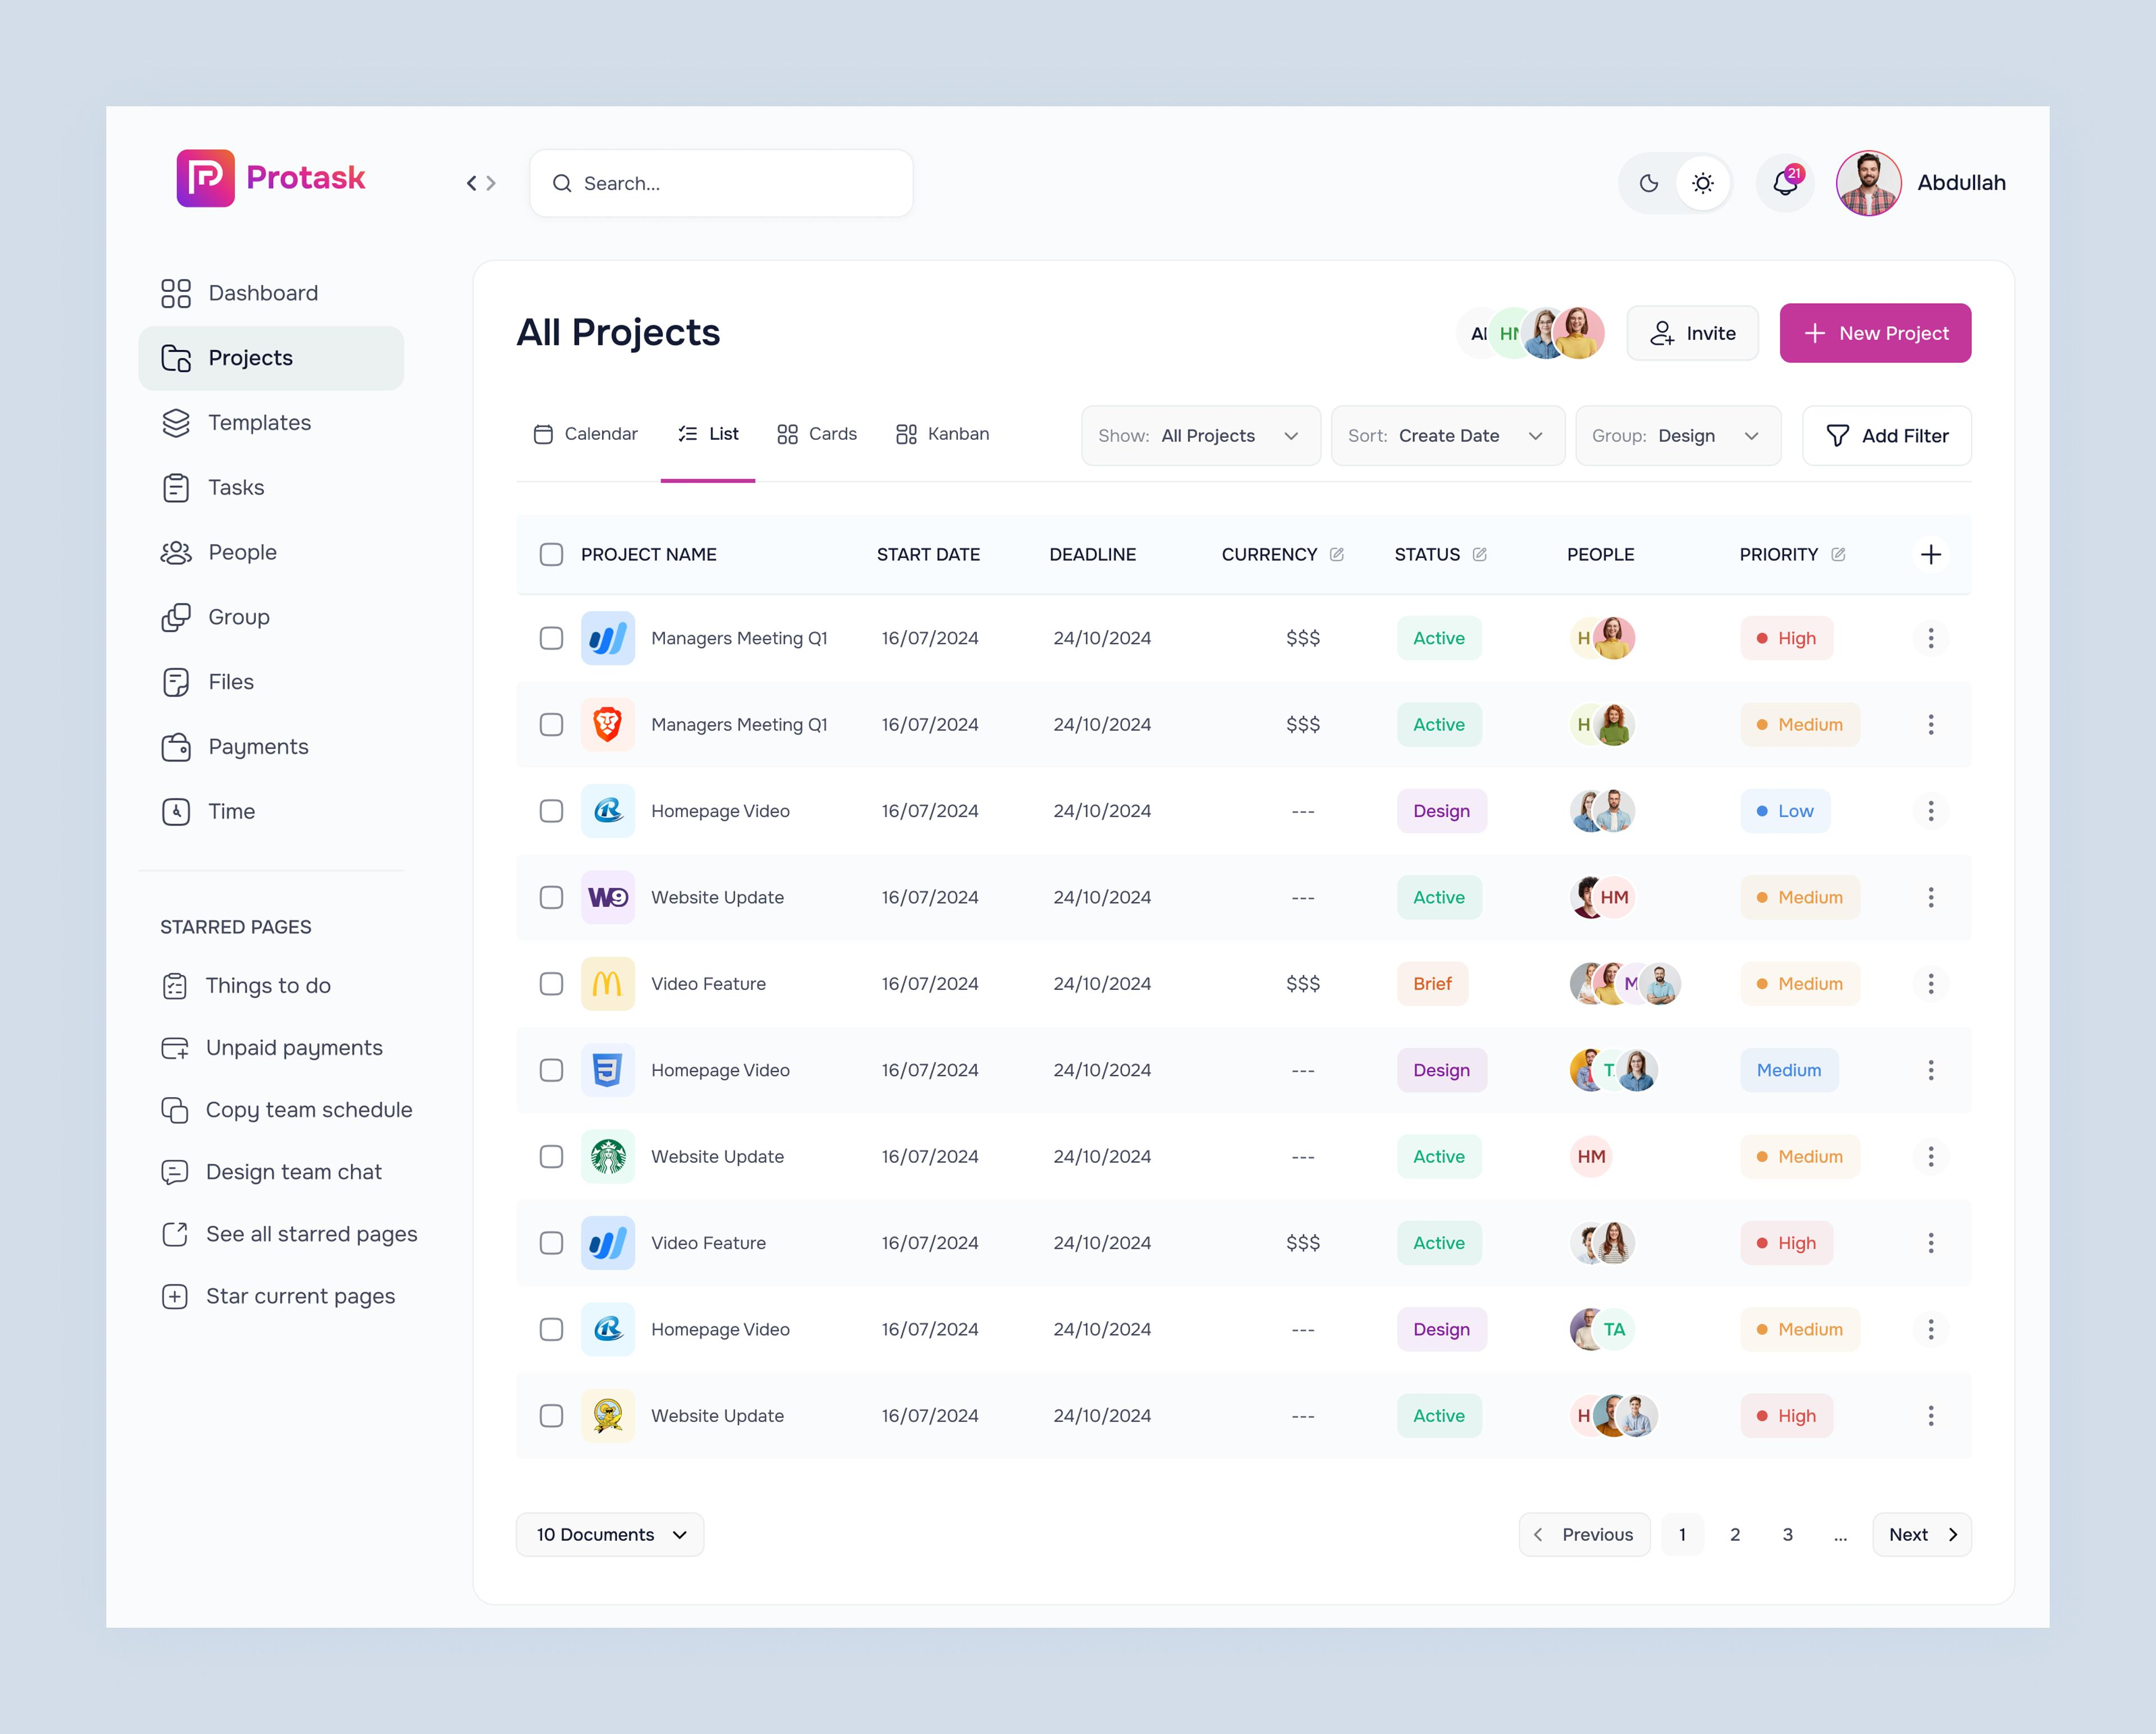 Protask
Search...
21
Abdullah
Dashboard
Projects
Templates
Tasks
People
Group
Files
Payments
Time
STARRED PAGES
Things to do
Unpaid payments
Copy team schedule
Design team chat
See all starred pages
Star current pages
All Projects
Invite
New Project
Calendar List Cards Kanban
Show: All Projects Sort: Create Date Group: Design Add Filter
PROJECT NAME START DATE DEADLINE CURRENCY STATUS PEOPLE PRIORITY
Managers Meeting Q1 16/07/2024 24/10/2024 $$$ Active H High
Managers Meeting Q1 16/07/2024 24/10/2024 $$$ Active H Medium
Homepage Video 16/07/2024 24/10/2024 --- Design Low
W9 Website Update 16/07/2024 24/10/2024 --- Active HM Medium
Video Feature 16/07/2024 24/10/2024 $$$ Brief M Medium
Homepage Video 16/07/2024 24/10/2024 --- Design T Medium
Website Update 16/07/2024 24/10/2024 --- Active HM Medium
Video Feature 16/07/2024 24/10/2024 $$$ Active High
Homepage Video 16/07/2024 24/10/2024 --- Design TA Medium
Website Update 16/07/2024 24/10/2024 --- Active H High
10 Documents
Previous 1 2 3 ... Next